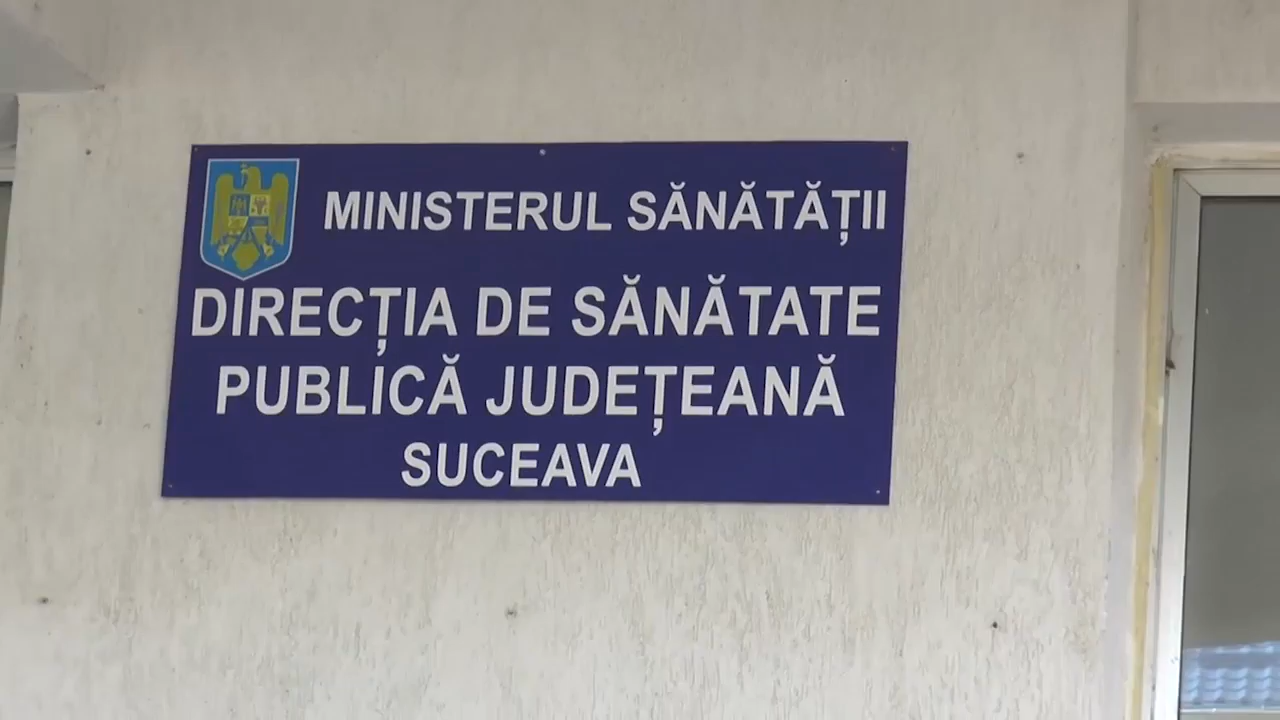 MINISTERUL SĂNĂTĂȚII
DIRECȚIA DE SĂNĂTATE
PUBLICĂ JUDEȚEANĂ
SUCEAVA